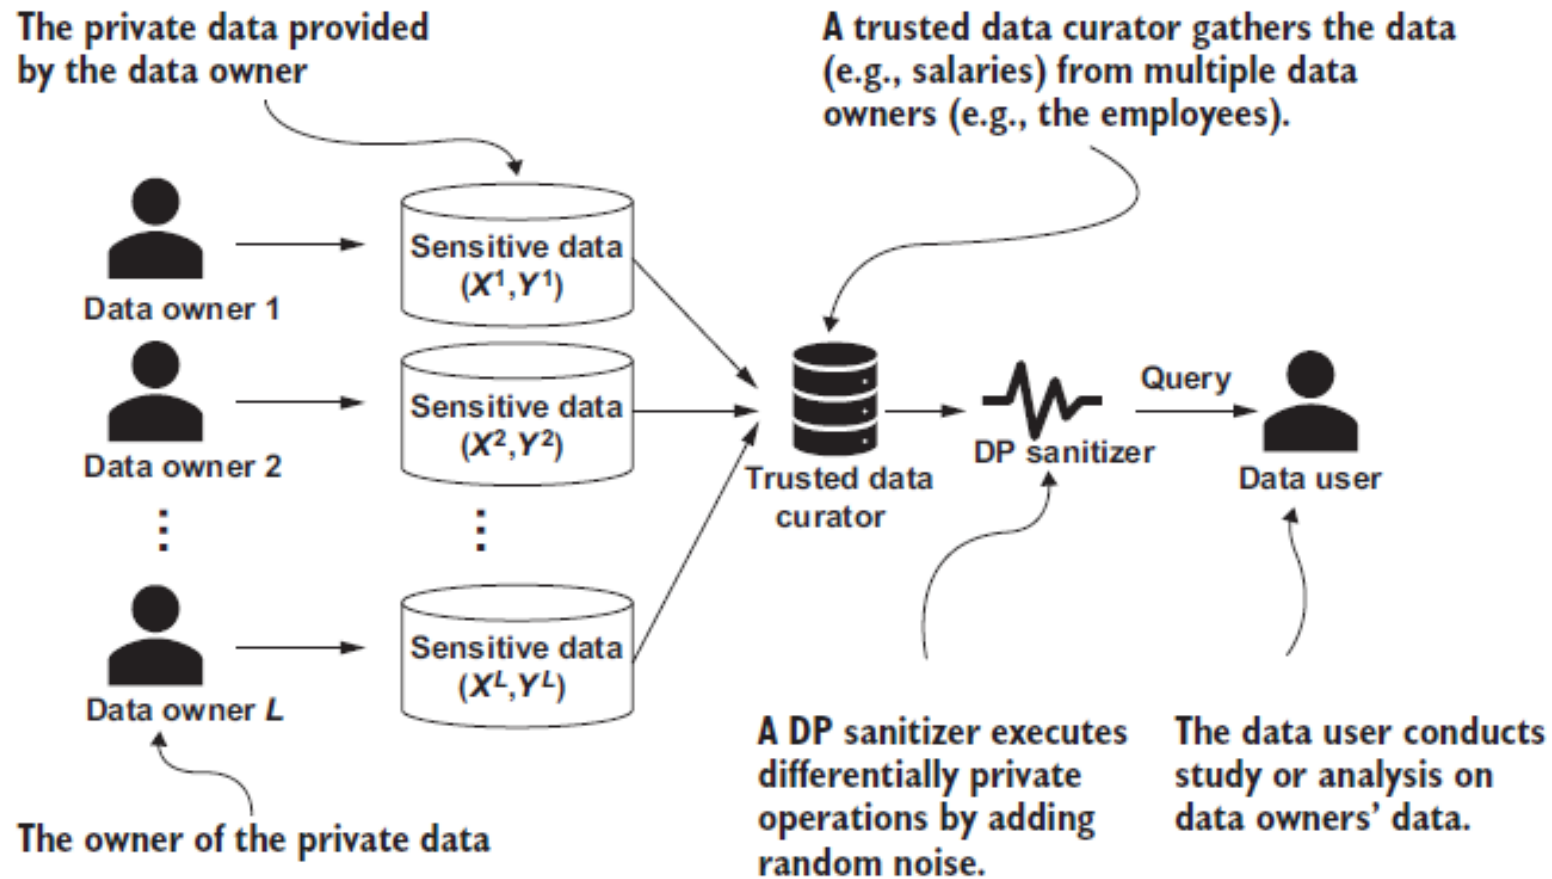 The private data provided
by the data owner
A trusted data curator gathers the data
(e.g., salaries) from multiple data
owners (e.g., the employees).
Sensitive data
(X¹,Y¹)
Data owner 1
Sensitive data
(X²,Y²)
Data owner 2
⋮
⋮
Sensitive data
(Xᴸ,Yᴸ)
Data owner L
Trusted data
curator
DP sanitizer
Query
Data user
The owner of the private data
A DP sanitizer executes
differentially private
operations by adding
random noise.
The data user conducts
study or analysis on
data owners’ data.